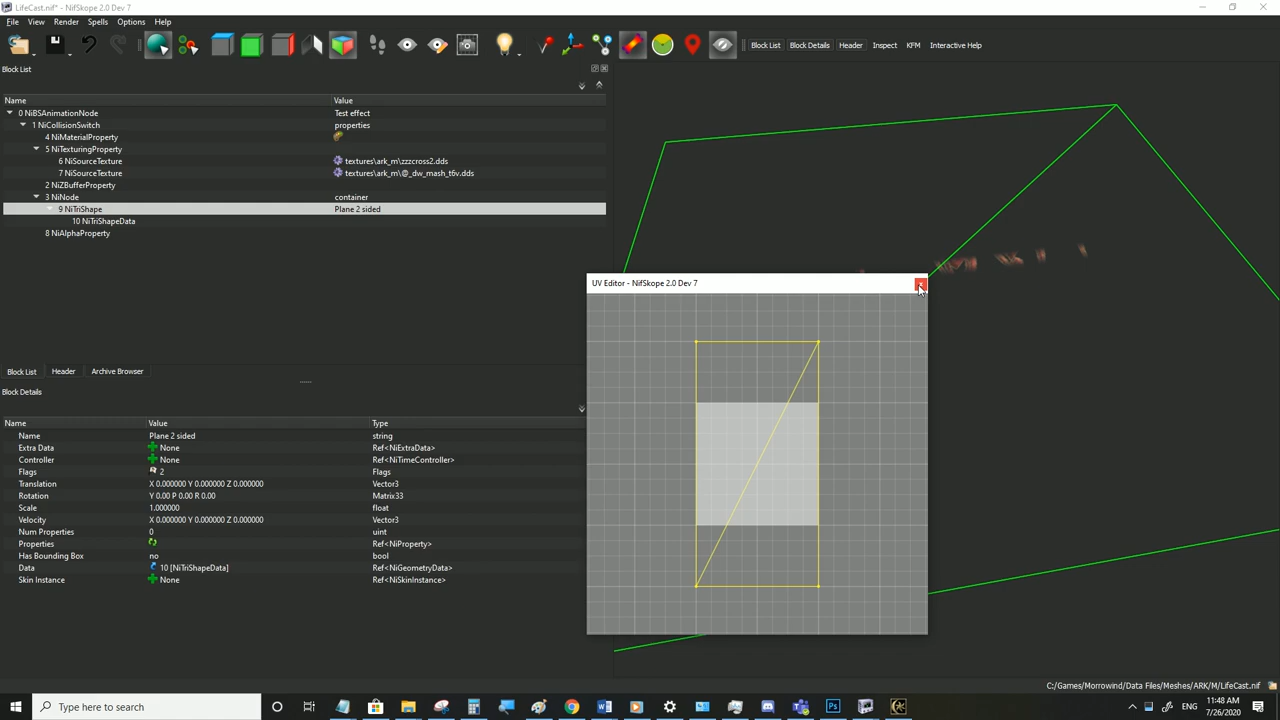 LifeCast.nif* - NifSkope 2.0 Dev 7
File View Render Spells Options Help
Block List Block Details Header Inspect KFM Interactive Help
Block List
Name Value
0 NiBSAnimationNode Test effect
1 NiCollisionSwitch properties
4 NiMaterialProperty
5 NiTexturingProperty
6 NiSourceTexture textures\ark_m\zzzcross2.dds
7 NiSourceTexture textures\ark_m\@_dw_mash_t6v.dds
2 NiZBufferProperty
3 NiNode container
9 NiTriShape Plane 2 sided
10 NiTriShapeData
8 NiAlphaProperty
UV Editor - NifSkope 2.0 Dev 7
Block List Header Archive Browser
Block Details
Name Value Type
Name Plane 2 sided string
Extra Data None Ref<NiExtraData>
Controller None Ref<NiTimeController>
Flags 2 Flags
Translation X 0.000000 Y 0.000000 Z 0.000000 Vector3
Rotation Y 0.00 P 0.00 R 0.00 Matrix33
Scale 1.000000 float
Velocity X 0.000000 Y 0.000000 Z 0.000000 Vector3
Num Properties 0 uint
Properties Ref<NiProperty>
Has Bounding Box no bool
Data 10 [NiTriShapeData] Ref<NiGeometryData>
Skin Instance None Ref<NiSkinInstance>
C:/Games/Morrowind/Data Files/Meshes/ARK/M/LifeCast.nif
Type here to search
ENG
11:48 AM
7/26/2020